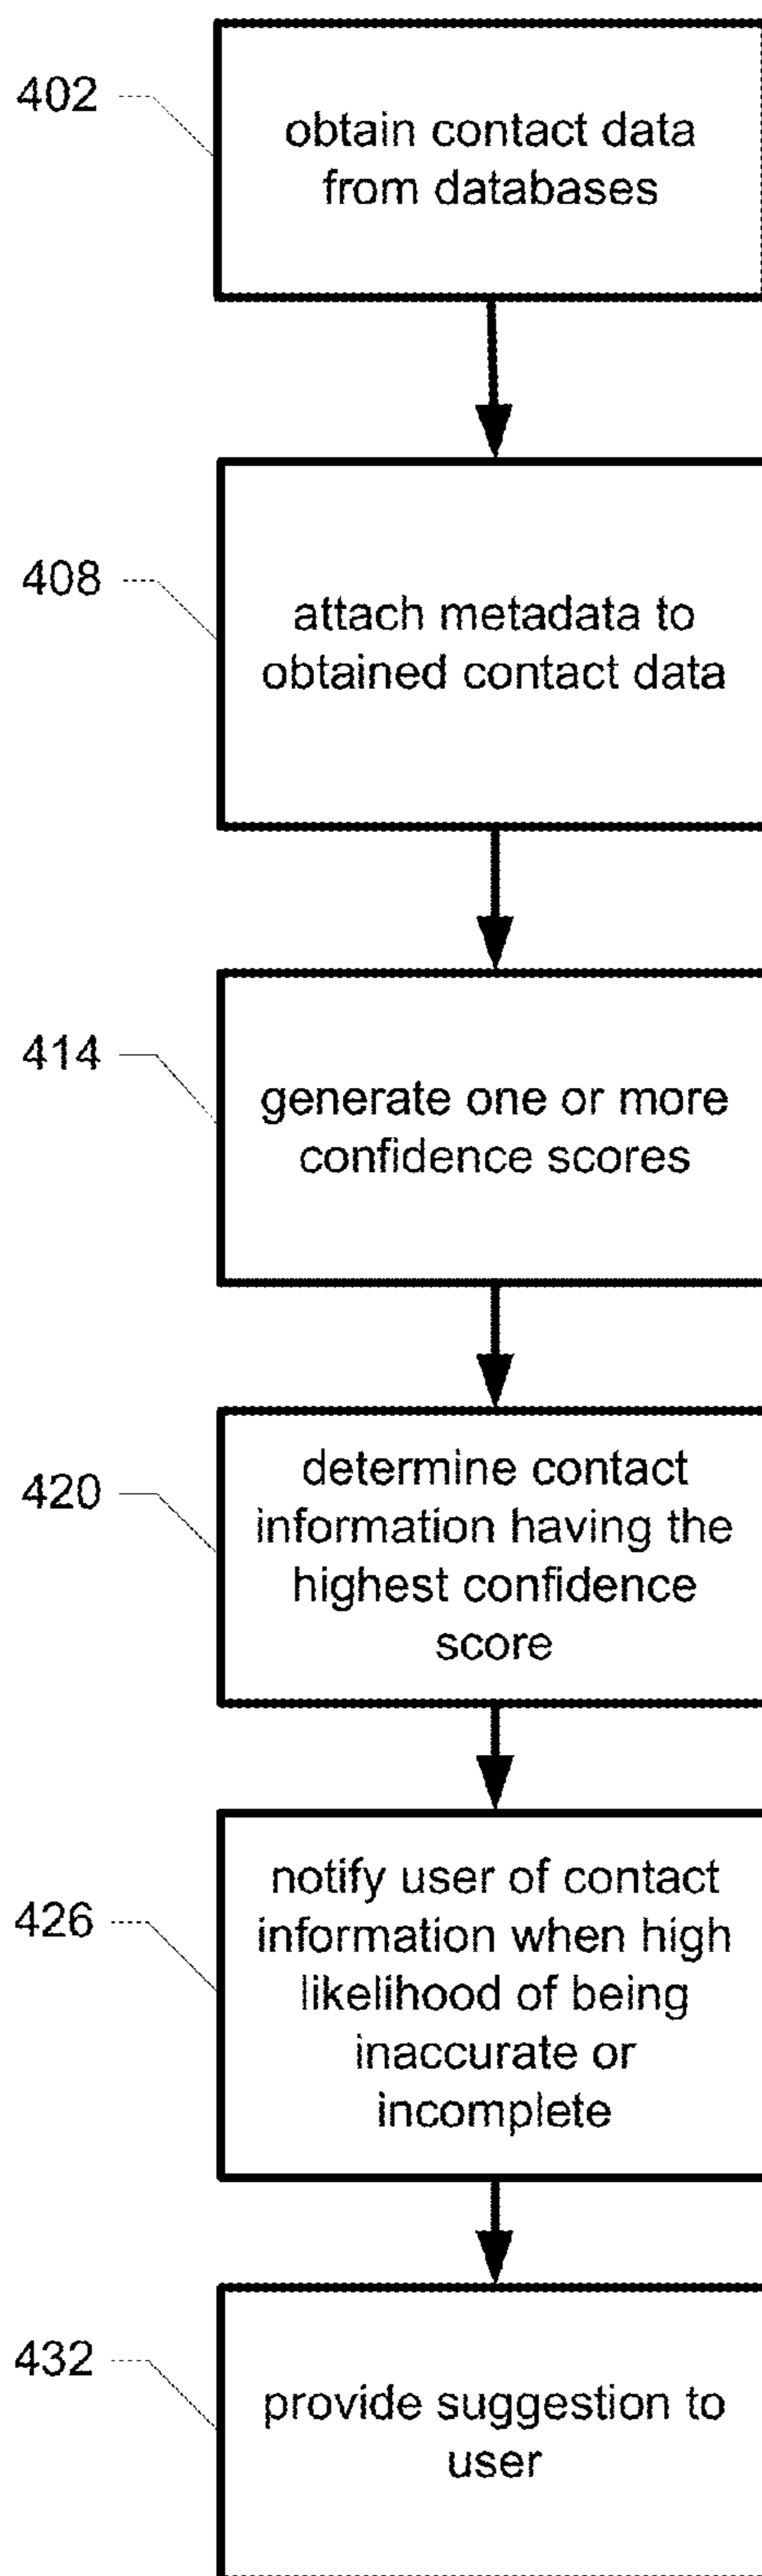 402
obtain contact data
from databases
408
attach metadata to
obtained contact data
414
generate one or more
confidence scores
420
determine contact
information having the
highest confidence
score
426
notify user of contact
information when high
likelihood of being
inaccurate or
incomplete
432
provide suggestion to
user